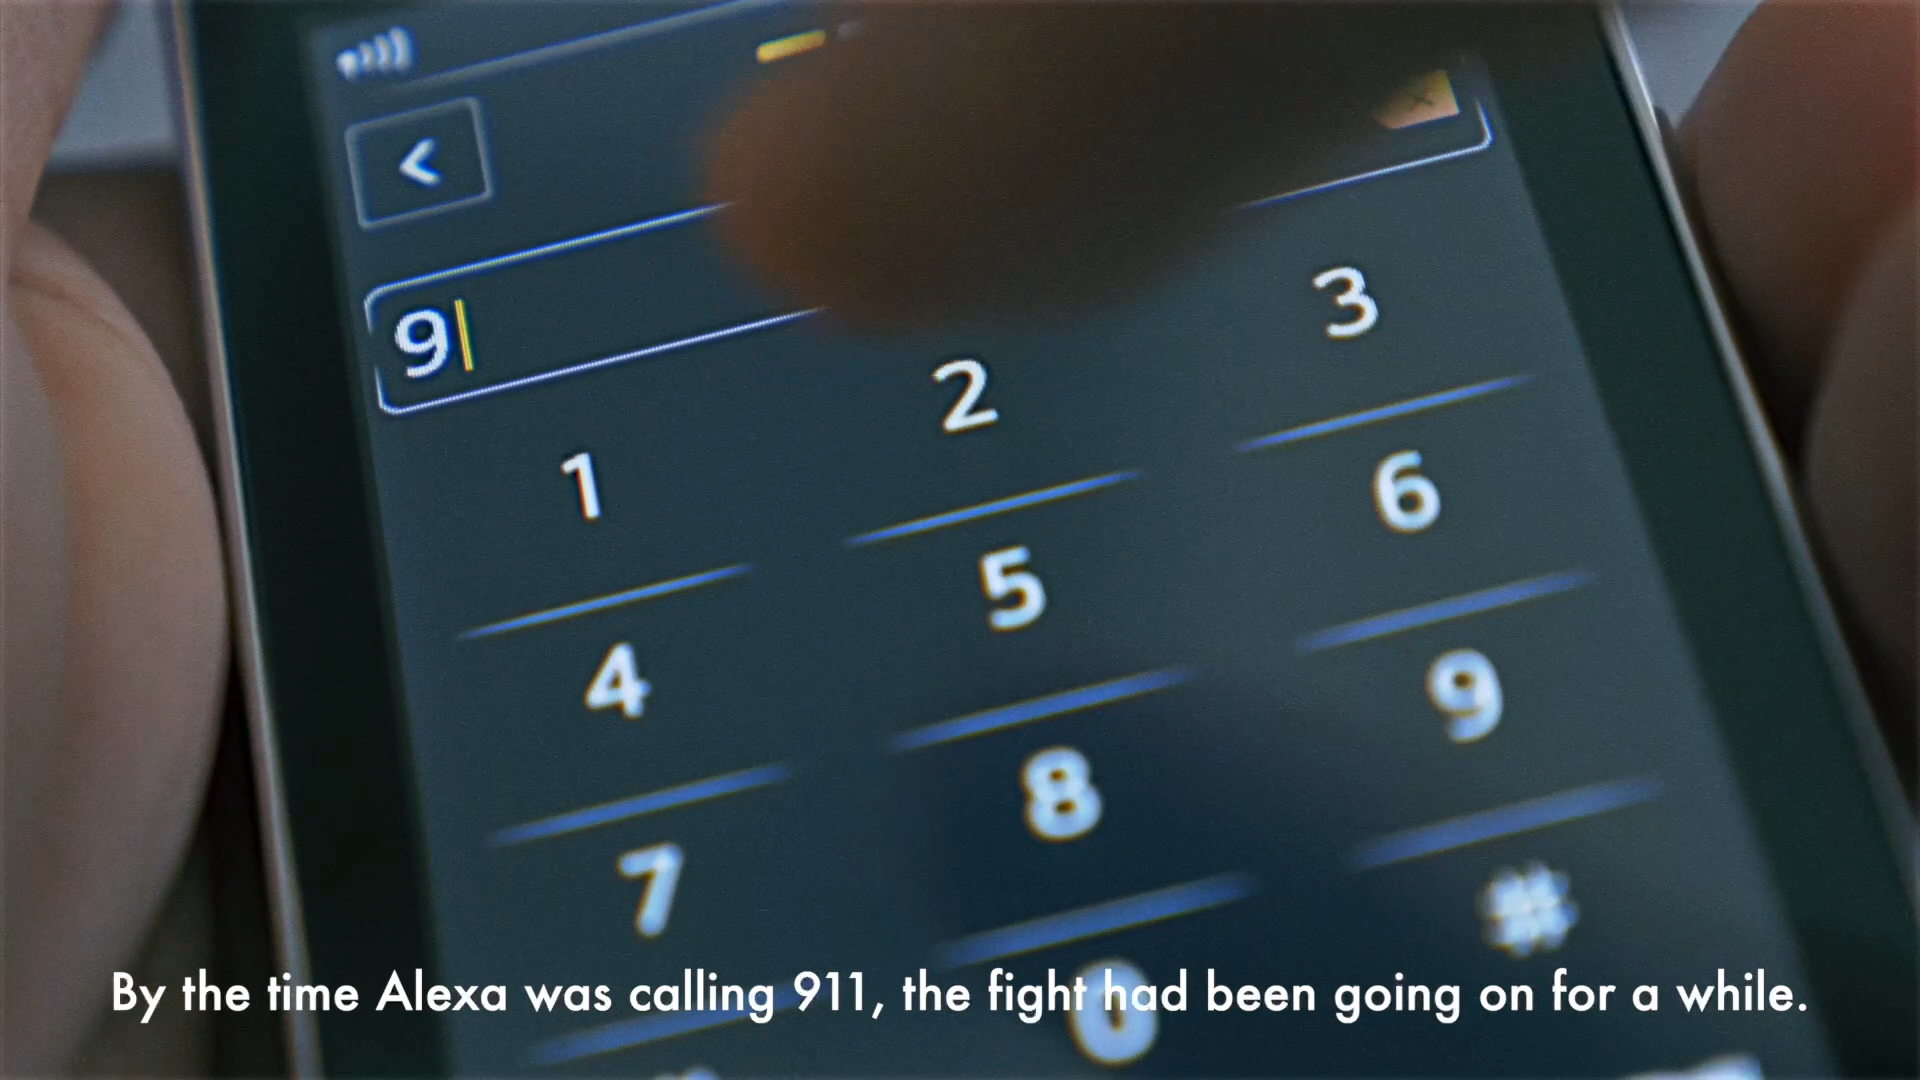 <
9
1 2 3
4 5 6
7 8 9
0 #
By the time Alexa was calling 911, the fight had been going on for a while.